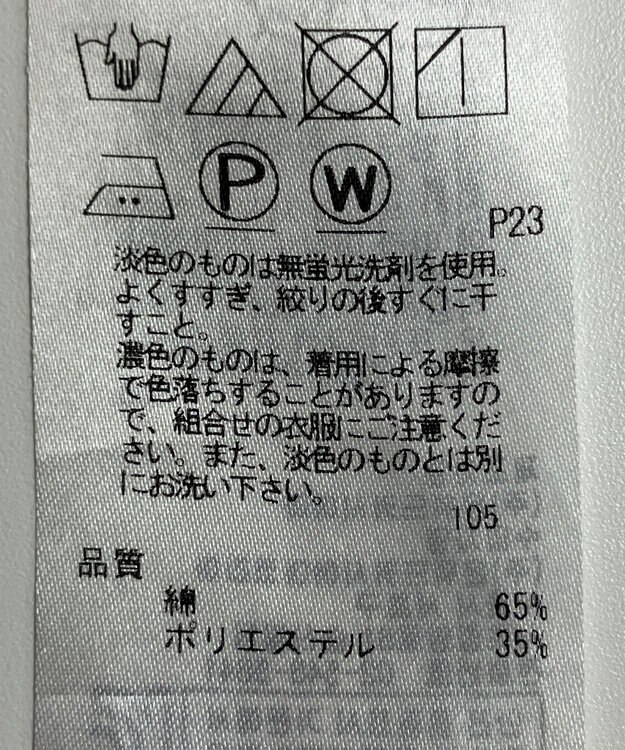 P
W
P23
淡色のものは無蛍光洗剤を使用。
よくすすぎ、絞りの後すぐに干
すこと。
濃色のものは、着用による摩擦
で色落ちすることがありますの
で、組合せの衣服にご注意くだ
さい。また、淡色のものとは別
にお洗い下さい。
105
品質
綿 65%
ポリエステル 35%